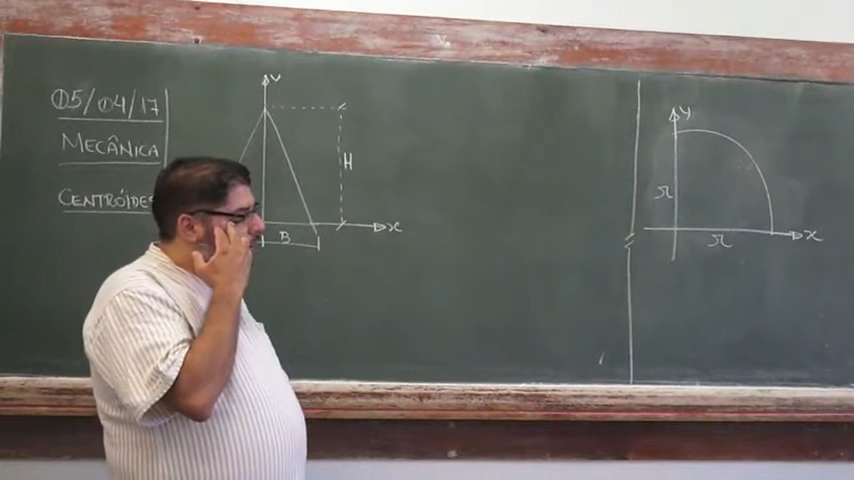 05/04/17
MECÂNICA
CENTRÓIDES
y
H
B
x
y
r
r
x